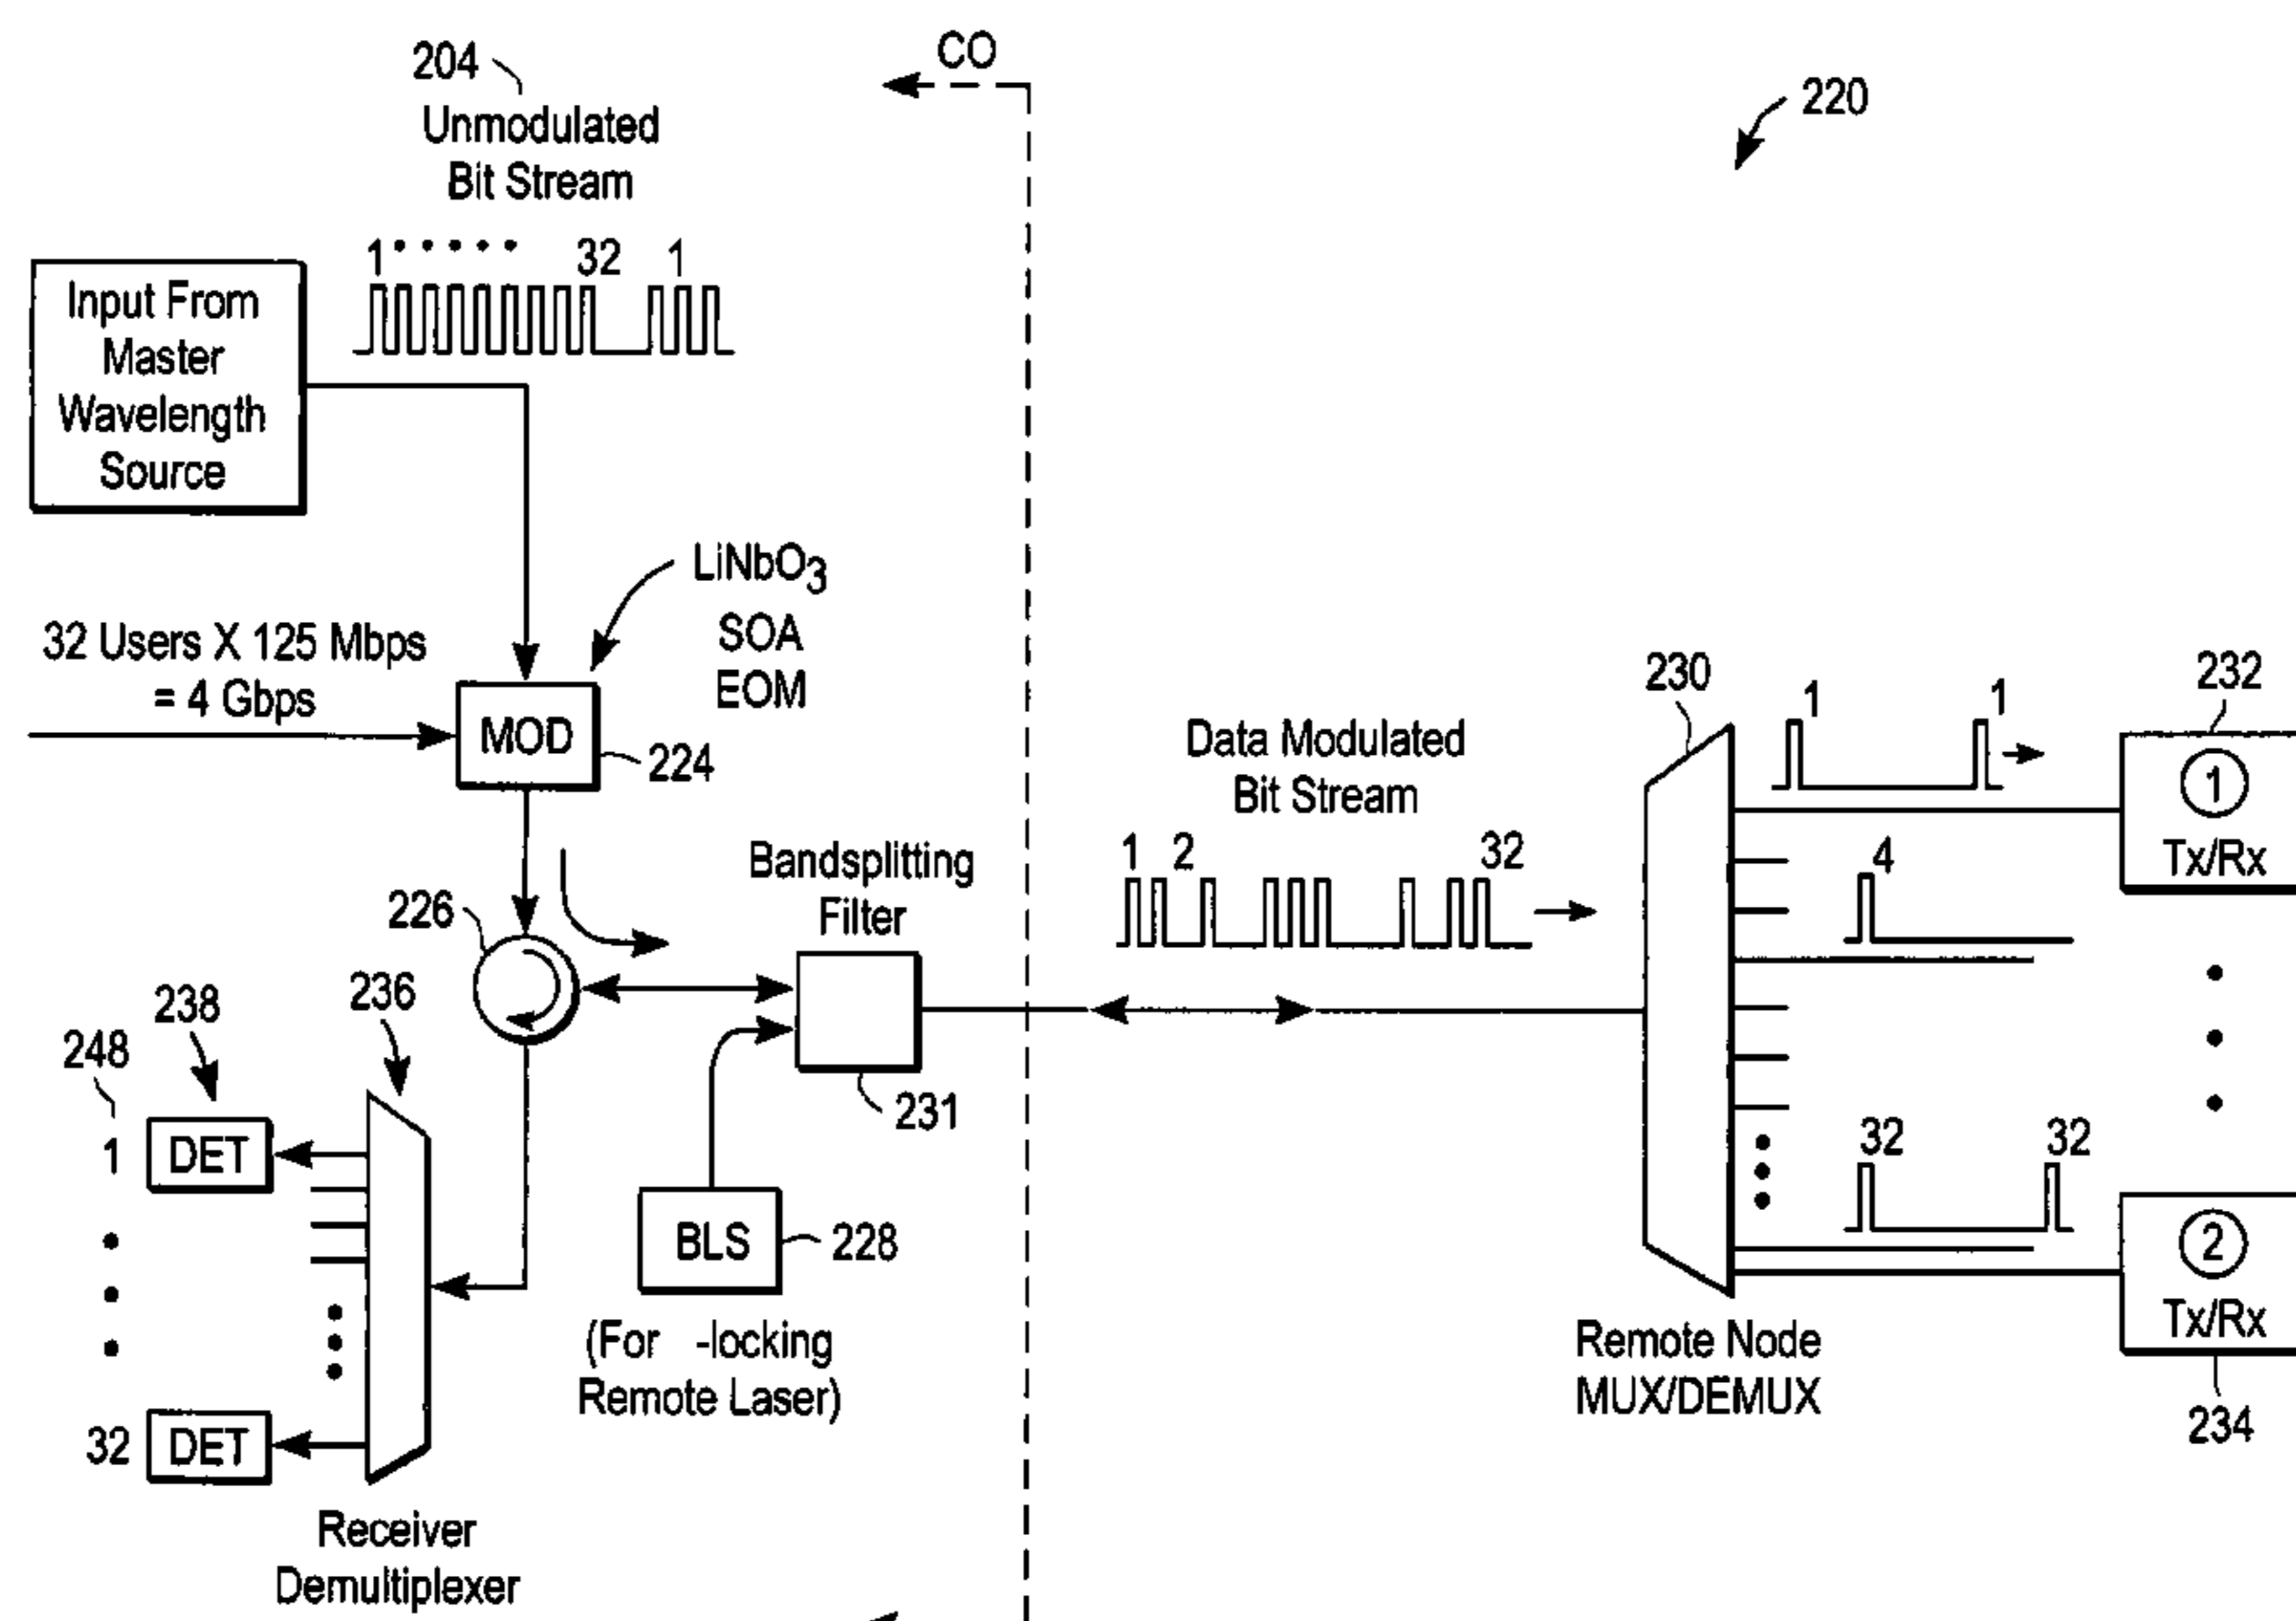 CO
204
Unmodulated
Bit Stream
220
1 32 1
Input From
Master
Wavelength
Source
LiNbO3
SOA
EOM
32 Users X 125 Mbps
= 4 Gbps
MOD
224
230
1 1
232
1
Tx/Rx
Data Modulated
Bit Stream
1 2 32
4
Bandsplitting
Filter
226
236
238
248
231
1
DET
32 32
BLS
228
(For -locking
Remote Laser)
2
Tx/Rx
234
Remote Node
MUX/DEMUX
32
DET
Receiver
Demultiplexer